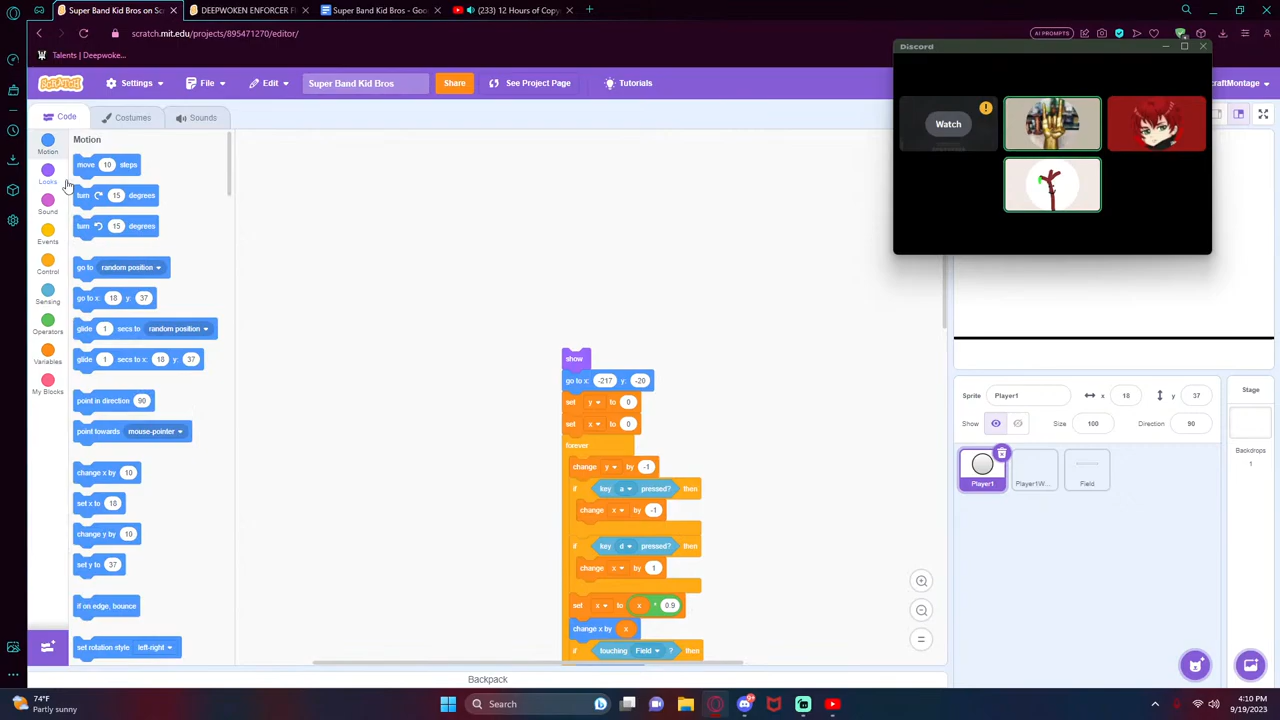 Super Band Kid Bros on Scr
DEEPWOKEN ENFORCER F
Super Band Kid Bros - Goo
(233) 12 Hours of Copy
scratch.mit.edu/projects/895471270/editor/
AI PROMPTS
Talents | Deepwoke...
Discord
SCRATCH
Settings
File
Edit
Super Band Kid Bros
Share
See Project Page
Tutorials
craftMontage
Watch
Code
Costumes
Sounds
Motion
Looks
Sound
Events
Control
Sensing
Operators
Variables
My Blocks
Motion
move 10 steps
turn 15 degrees
turn 15 degrees
go to random position
go to x: 18 y: 37
glide 1 secs to random position
glide 1 secs to x: 18 y: 37
point in direction 90
point towards mouse-pointer
change x by 10
set x to 18
change y by 10
set y to 37
if on edge, bounce
set rotation style left-right
show
go to x: -217 y: -20
set y to 0
set x to 0
forever
change y by -1
if key a pressed? then
change x by -1
if key d pressed? then
change x by 1
set x to x * 0.9
change x by x
if touching Field ? then
Sprite Player1 x 18 y 37
Show Size 100 Direction 90
Player1
Player1W...
Field
Stage
Backdrops
1
Backpack
74°F
Partly sunny
Search
4:10 PM
9/19/2023